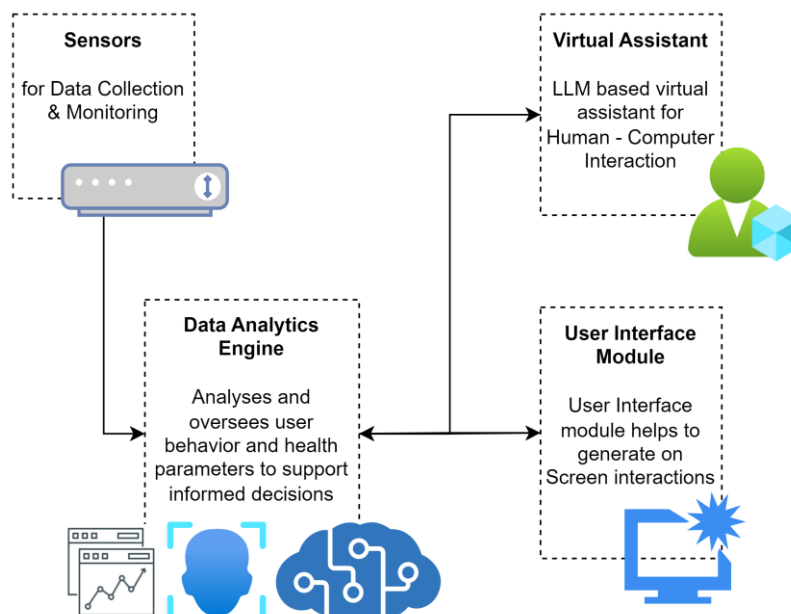 Sensors
for Data Collection
& Monitoring
Virtual Assistant
LLM based virtual
assistant for
Human - Computer
Interaction
Data Analytics
Engine
Analyses and
oversees user
behavior and health
parameters to support
informed decisions
User Interface
Module
User Interface
module helps to
generate on
Screen interactions